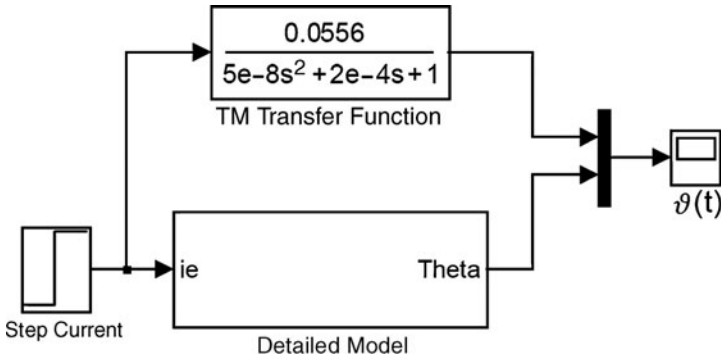 0.0556
5e-8s²+2e-4s+1
TM Transfer Function
ϑ(t)
ie
Theta
Step Current
Detailed Model